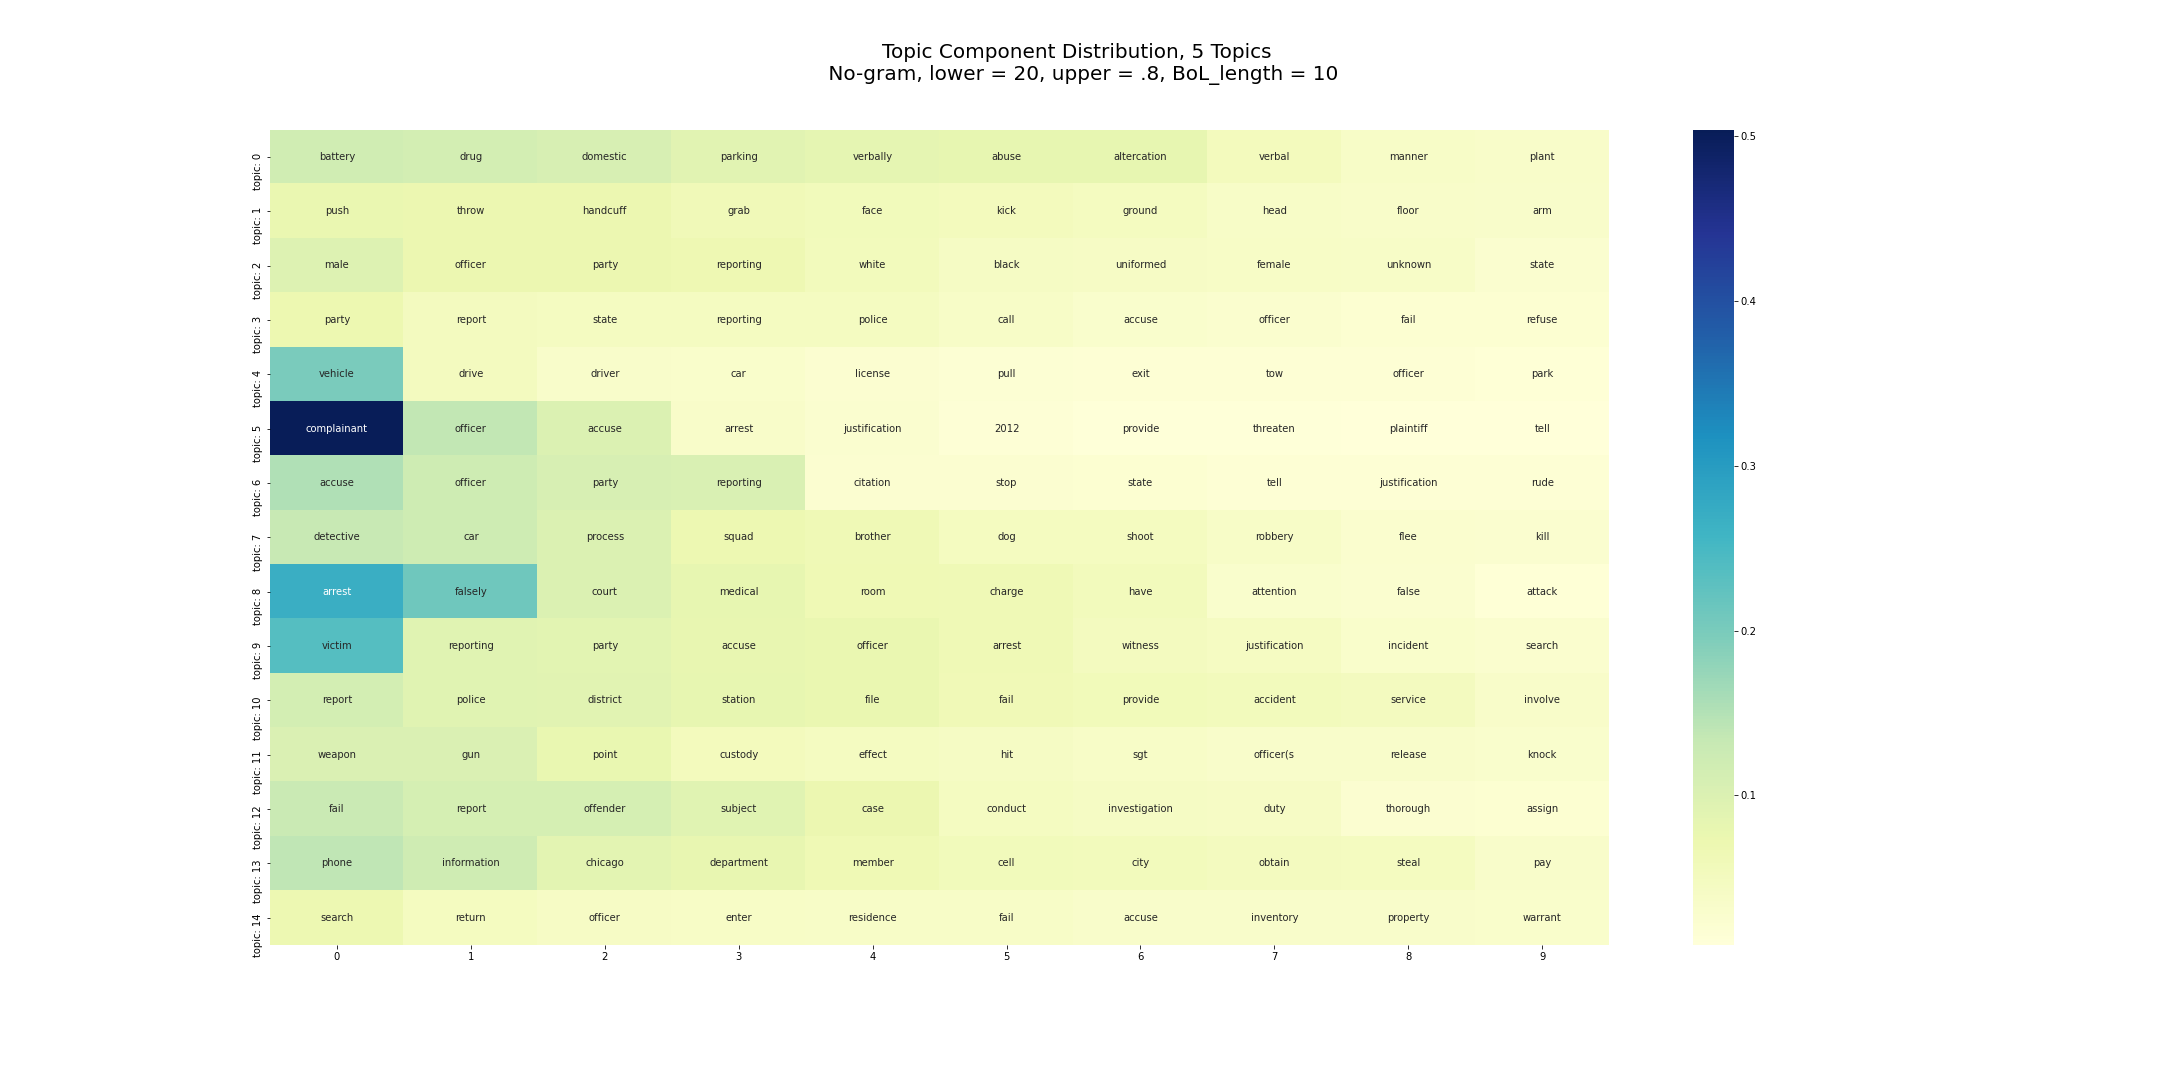 Topic Component Distribution, 5 Topics
No-gram, lower = 20, upper = .8, BoL_length = 10
topic: 0 battery drug domestic parking verbally abuse altercation verbal manner plant
topic: 1 push throw handcuff grab face kick ground head floor arm
topic: 2 male officer party reporting white black uniformed female unknown state
topic: 3 party report state reporting police call accuse officer fail refuse
topic: 4 vehicle drive driver car license pull exit tow officer park
topic: 5 complainant officer accuse arrest justification 2012 provide threaten plaintiff tell
topic: 6 accuse officer party reporting citation stop state tell justification rude
topic: 7 detective car process squad brother dog shoot robbery flee kill
topic: 8 arrest falsely court medical room charge have attention false attack
topic: 9 victim reporting party accuse officer arrest witness justification incident search
topic: 10 report police district station file fail provide accident service involve
topic: 11 weapon gun point custody effect hit sgt officer(s release knock
topic: 12 fail report offender subject case conduct investigation duty thorough assign
topic: 13 phone information chicago department member cell city obtain steal pay
topic: 14 search return officer enter residence fail accuse inventory property warrant
0 1 2 3 4 5 6 7 8 9
0.5
0.4
0.3
0.2
0.1